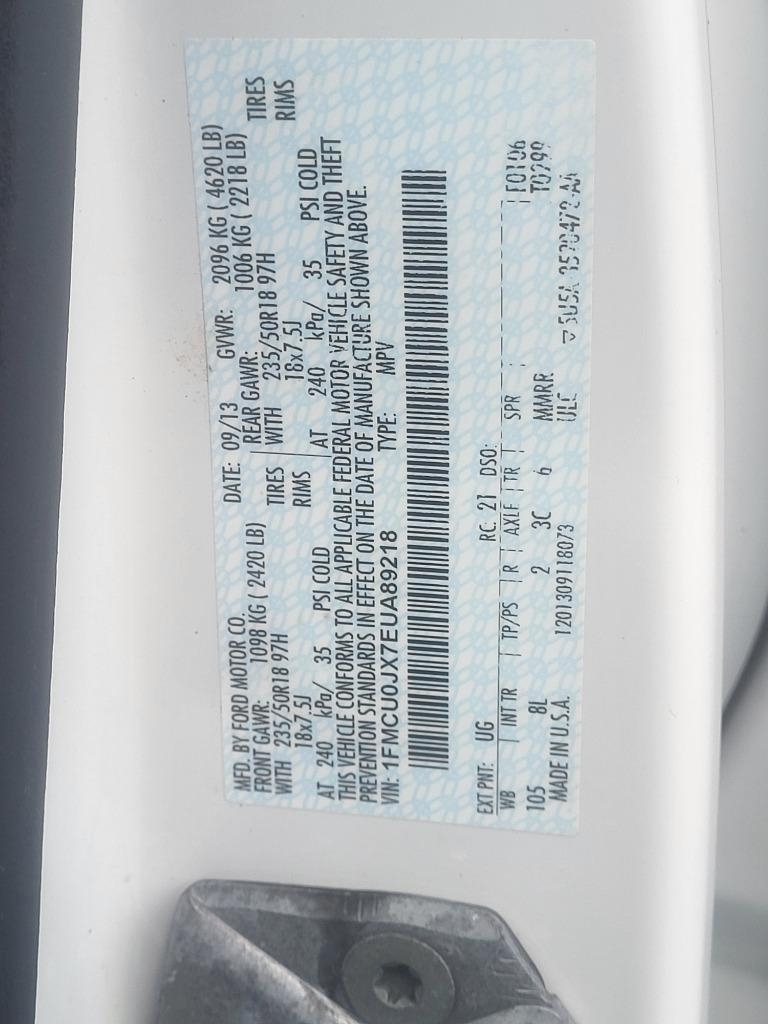 MFD. BY FORD MOTOR CO. DATE: 09/13 GVWR: 2096 KG ( 4620 LB)
FRONT GAWR: 1098 KG ( 2420 LB) REAR GAWR: 1006 KG ( 2218 LB)
WITH 235/50R18 97H TIRES WITH 235/50R18 97H TIRES
18x7.5J RIMS 18x7.5J RIMS
AT 240 kPa/ 35 PSI COLD AT 240 kPa/ 35 PSI COLD
THIS VEHICLE CONFORMS TO ALL APPLICABLE FEDERAL MOTOR VEHICLE SAFETY AND THEFT
PREVENTION STANDARDS IN EFFECT ON THE DATE OF MANUFACTURE SHOWN ABOVE.
VIN: 1FMCU0JX7EUA89218 TYPE: MPV
EXT PNT: UG RC: 21 DSO:
WB INT TR TP/PS R AXLE TR SPR F0106
T0299
105 8L 2 3C 6 MMRR
MADE IN U.S.A. 1201309118073 ULC